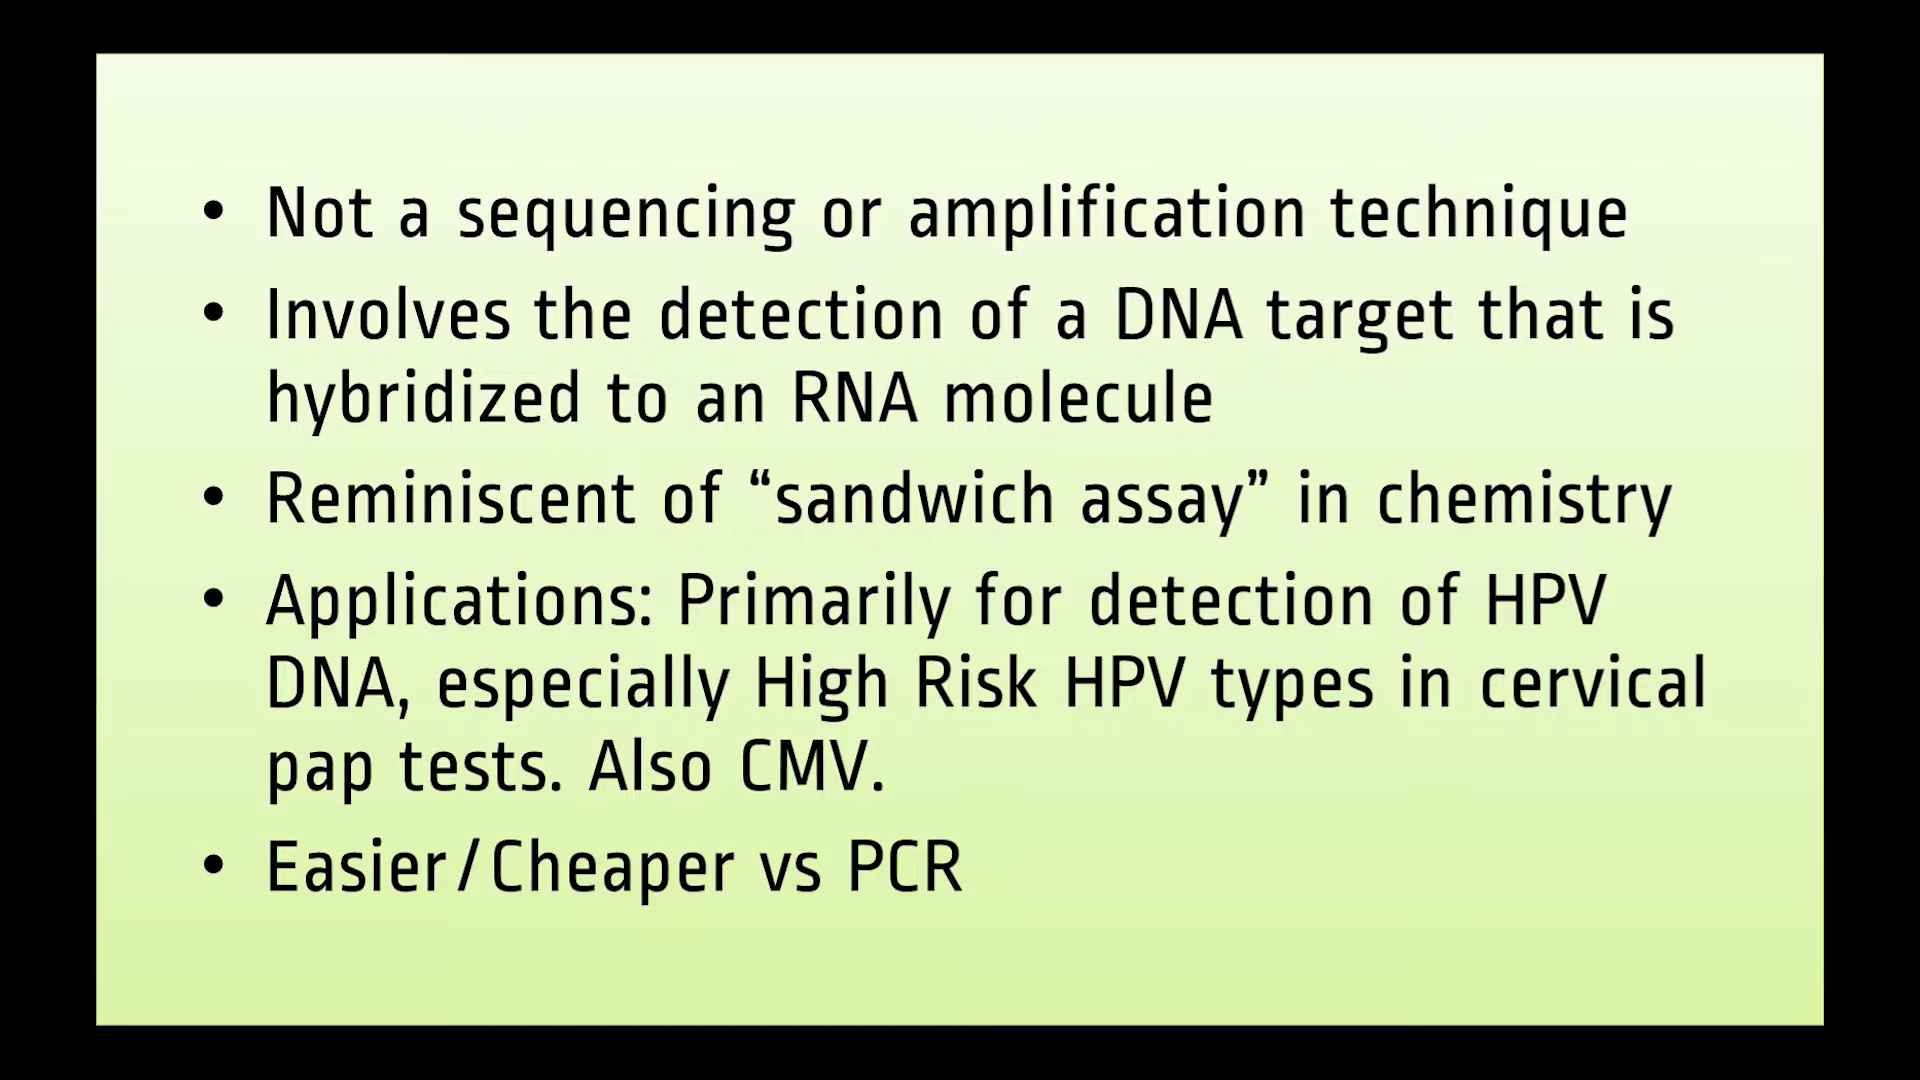 • Not a sequencing or amplification technique
• Involves the detection of a DNA target that is
hybridized to an RNA molecule
• Reminiscent of “sandwich assay” in chemistry
• Applications: Primarily for detection of HPV
DNA, especially High Risk HPV types in cervical
pap tests. Also CMV.
• Easier/Cheaper vs PCR